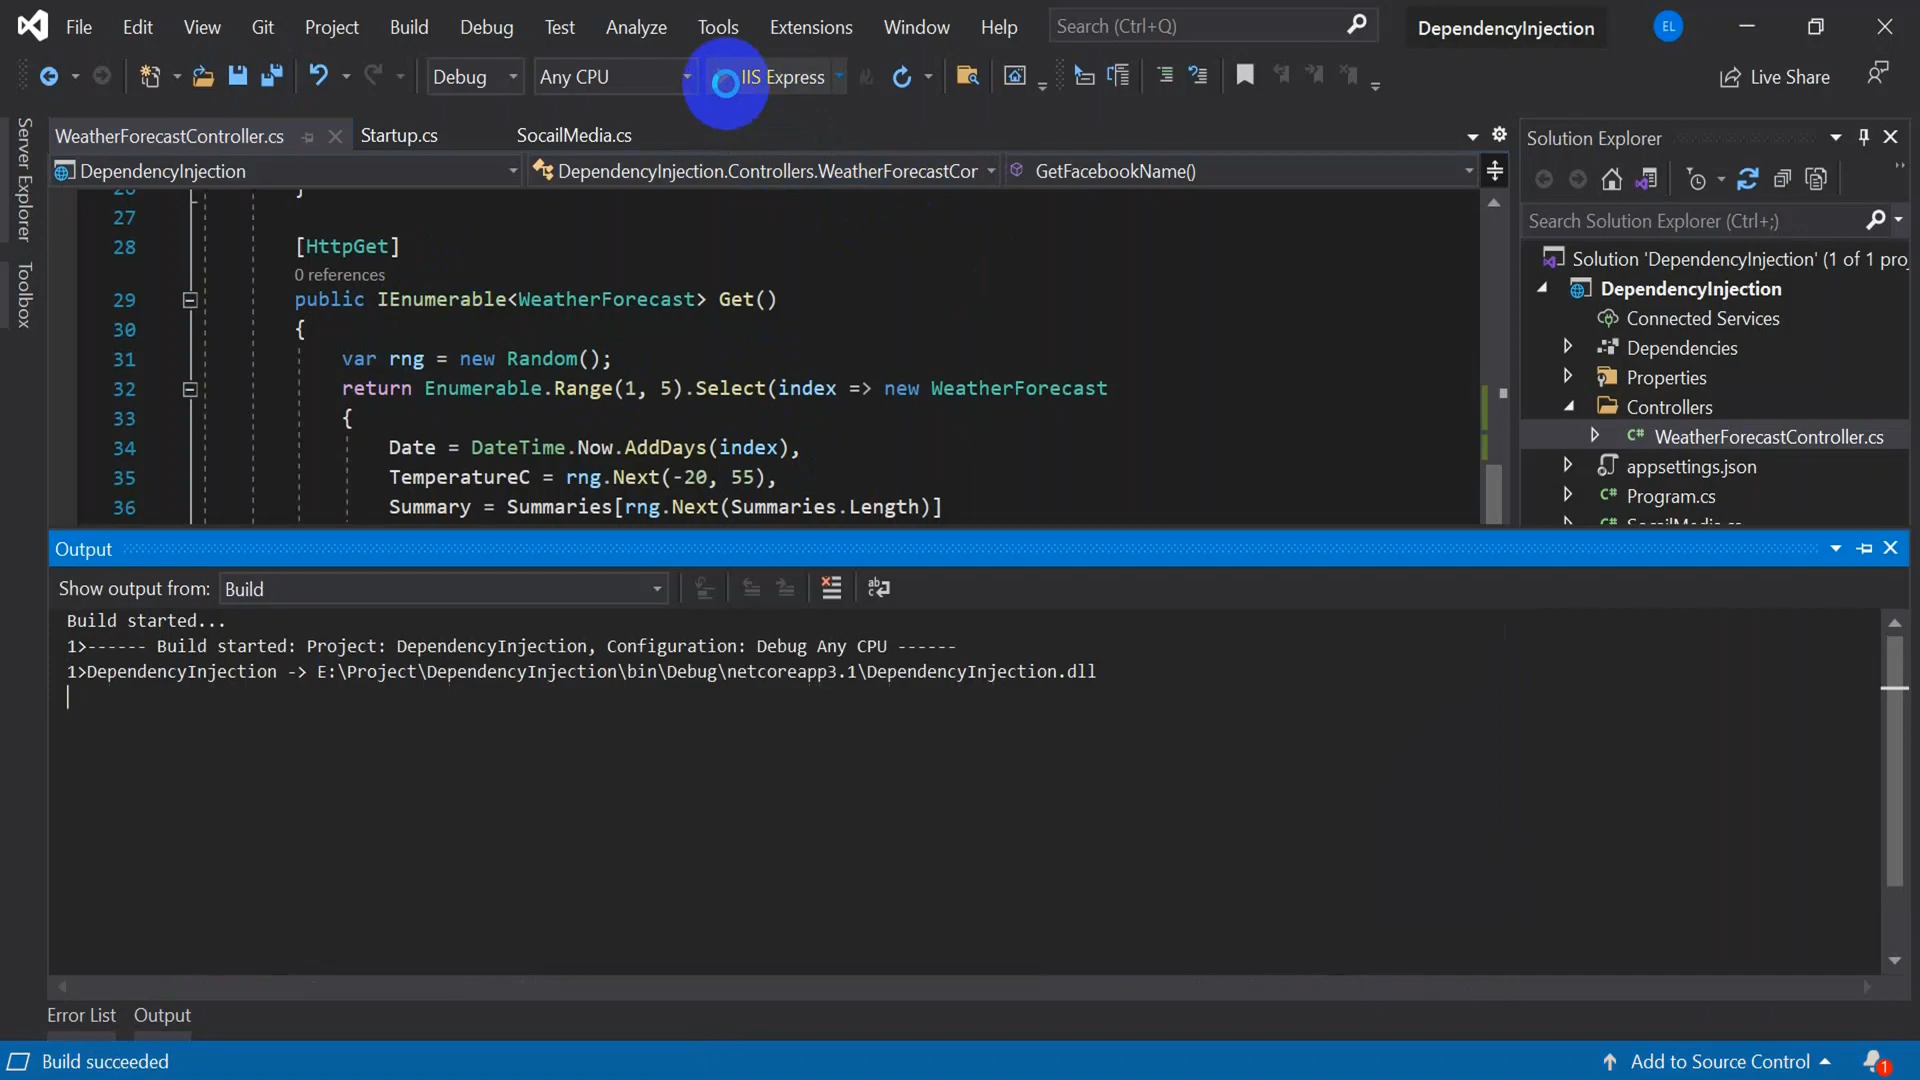 File Edit View Git Project Build Debug Test Analyze Tools Extensions Window Help Search (Ctrl+Q) DependencyInjection EL
Debug Any CPU IIS Express Live Share
Server Explorer
Toolbox
WeatherForecastController.cs Startup.cs SocailMedia.cs
DependencyInjection DependencyInjection.Controllers.WeatherForecastCor GetFacebookName()
26 }
27
28 [HttpGet]
0 references
29 public IEnumerable<WeatherForecast> Get()
30 {
31 var rng = new Random();
32 return Enumerable.Range(1, 5).Select(index => new WeatherForecast
33 {
34 Date = DateTime.Now.AddDays(index),
35 TemperatureC = rng.Next(-20, 55),
36 Summary = Summaries[rng.Next(Summaries.Length)]
Solution Explorer
Search Solution Explorer (Ctrl+;)
Solution 'DependencyInjection' (1 of 1 pro
DependencyInjection
Connected Services
Dependencies
Properties
Controllers
C# WeatherForecastController.cs
appsettings.json
C# Program.cs
C# SocailMedia.cs
Output
Show output from: Build
Build started...
1>------ Build started: Project: DependencyInjection, Configuration: Debug Any CPU ------
1>DependencyInjection -> E:\Project\DependencyInjection\bin\Debug\netcoreapp3.1\DependencyInjection.dll
Error List Output
Build succeeded Add to Source Control 1